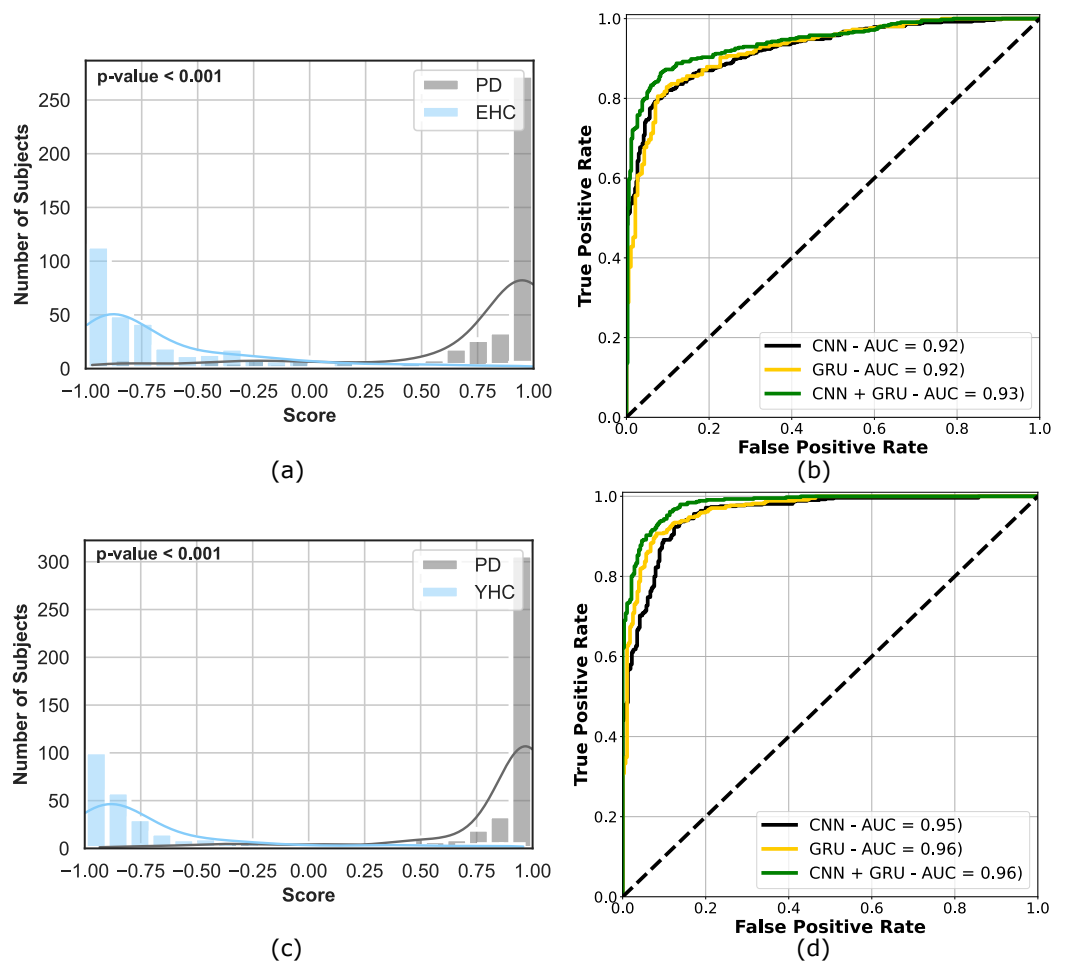 p-value < 0.001
PD
EHC
Number of Subjects
250
200
150
100
50
0
−1.00
−0.75
−0.50
−0.25
0.00
0.25
0.50
0.75
1.00
Score
(a)
True Positive Rate
1.0
0.8
0.6
0.4
0.2
0.0
CNN - AUC = 0.92)
GRU - AUC = 0.92)
CNN + GRU - AUC = 0.93)
0.0
0.2
0.4
0.6
0.8
1.0
False Positive Rate
(b)
p-value < 0.001
PD
YHC
Number of Subjects
300
250
200
150
100
50
0
−1.00
−0.75
−0.50
−0.25
0.00
0.25
0.50
0.75
1.00
Score
(c)
True Positive Rate
1.0
0.8
0.6
0.4
0.2
0.0
CNN - AUC = 0.95)
GRU - AUC = 0.96)
CNN + GRU - AUC = 0.96)
0.0
0.2
0.4
0.6
0.8
1.0
False Positive Rate
(d)